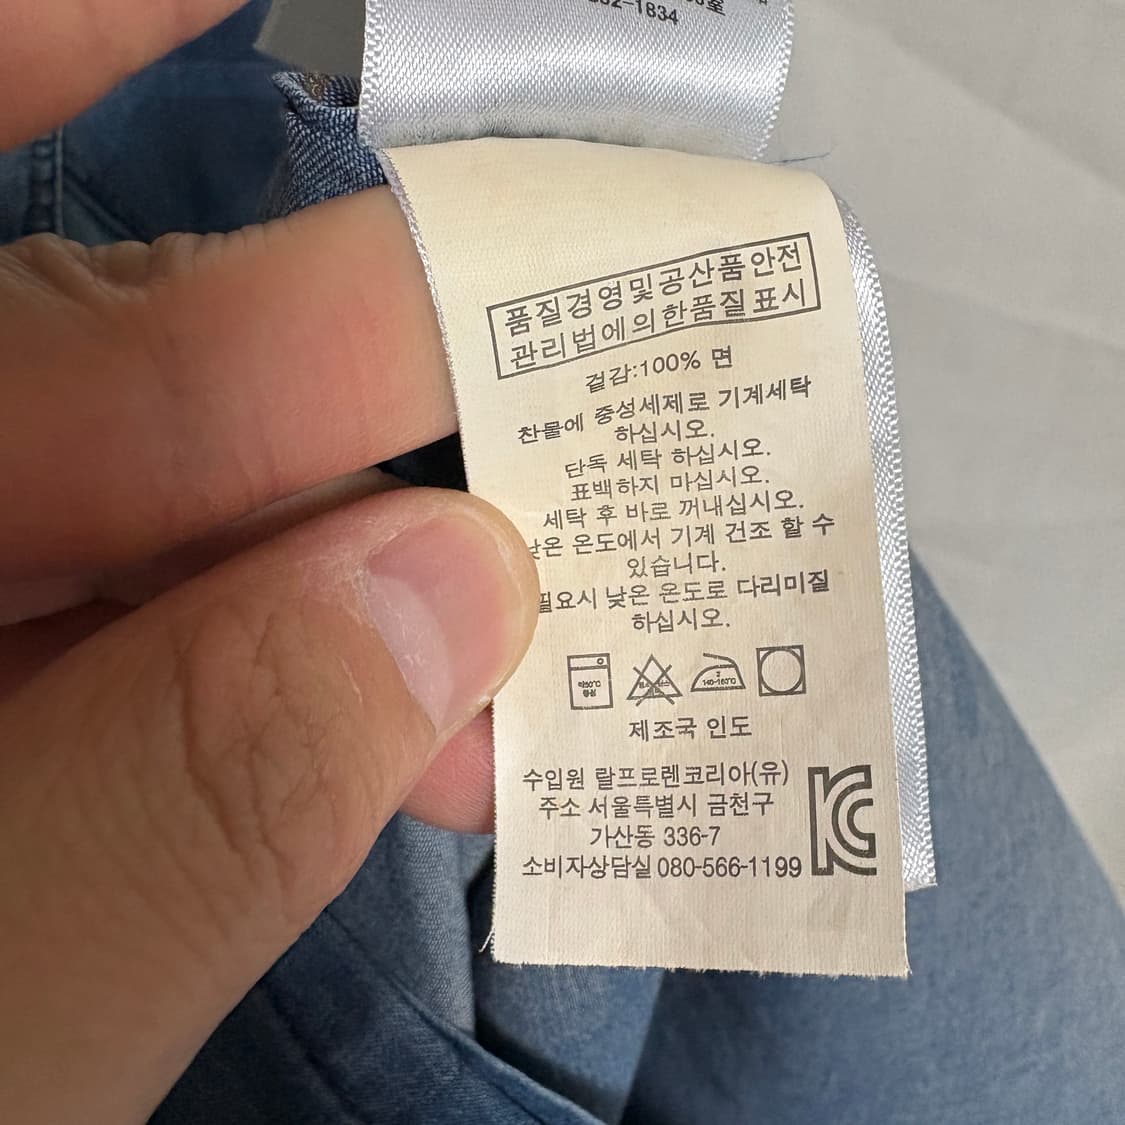 832-1834
품질경영및공산품안전
관리법에의한품질표시
겉감:100% 면
찬물에 중성세제로 기계세탁
하십시오.
단독 세탁 하십시오.
표백하지 마십시오.
세탁 후 바로 꺼내십시오.
낮은 온도에서 기계 건조 할 수
있습니다.
필요시 낮은 온도로 다리미질
하십시오.
중성
140-160℃
제조국 인도
수입원 랄프로렌코리아(유)
주소 서울특별시 금천구
가산동 336-7
소비자상담실 080-566-1199